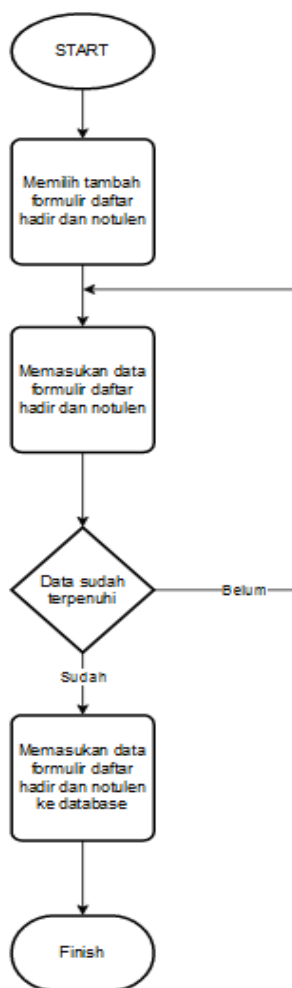 START
Memilih tambah
formulir daftar
hadir dan notulen
Memasukan data
formulir daftar
hadir dan notulen
Data sudah
terpenuhi
Belum
Sudah
Memasukan data
formulir daftar
hadir dan notulen
ke database
Finish